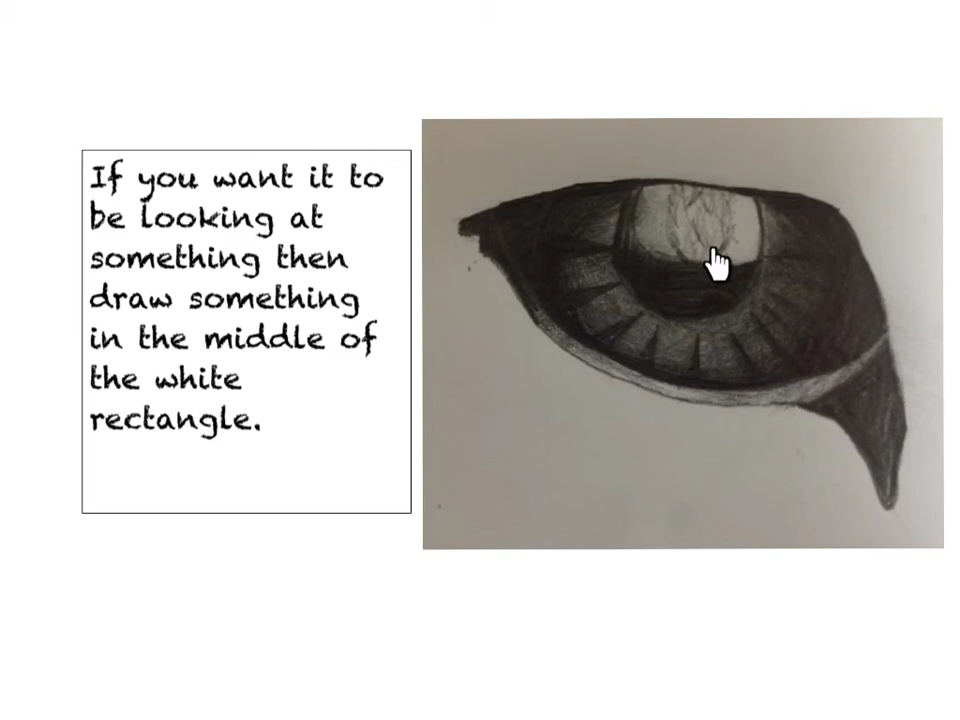 If you want it to
be looking at
something then
draw something
in the middle of
the white
rectangle.